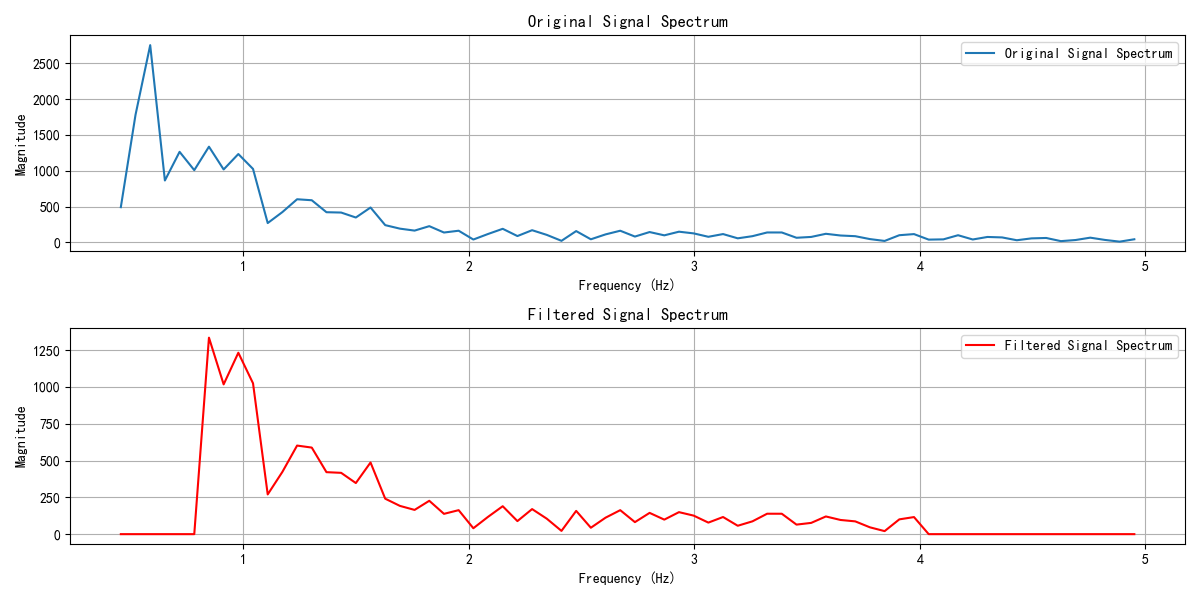 Original Signal Spectrum
Original Signal Spectrum
Magnitude
2500
2000
1500
1000
500
0
1
2
3
4
5
Frequency (Hz)
Filtered Signal Spectrum
Filtered Signal Spectrum
Magnitude
1250
1000
750
500
250
0
1
2
3
4
5
Frequency (Hz)